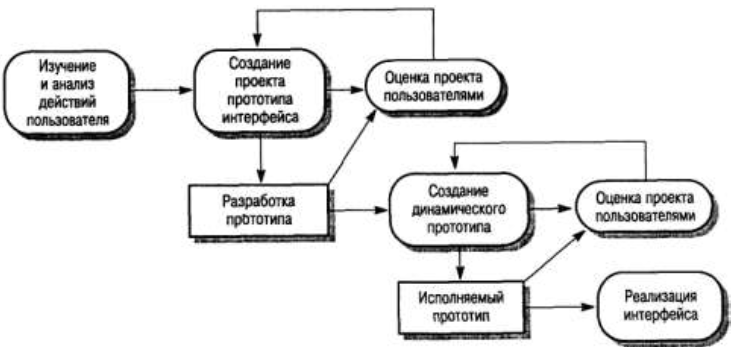 Изучение
и анализ
действий
пользователя
Создание
проекта
прототипа
интерфейса
Оценка проекта
пользователями
Разработка
прототипа
Создание
динамического
прототипа
Оценка проекта
пользователями
Исполняемый
прототип
Реализация
интерфейса